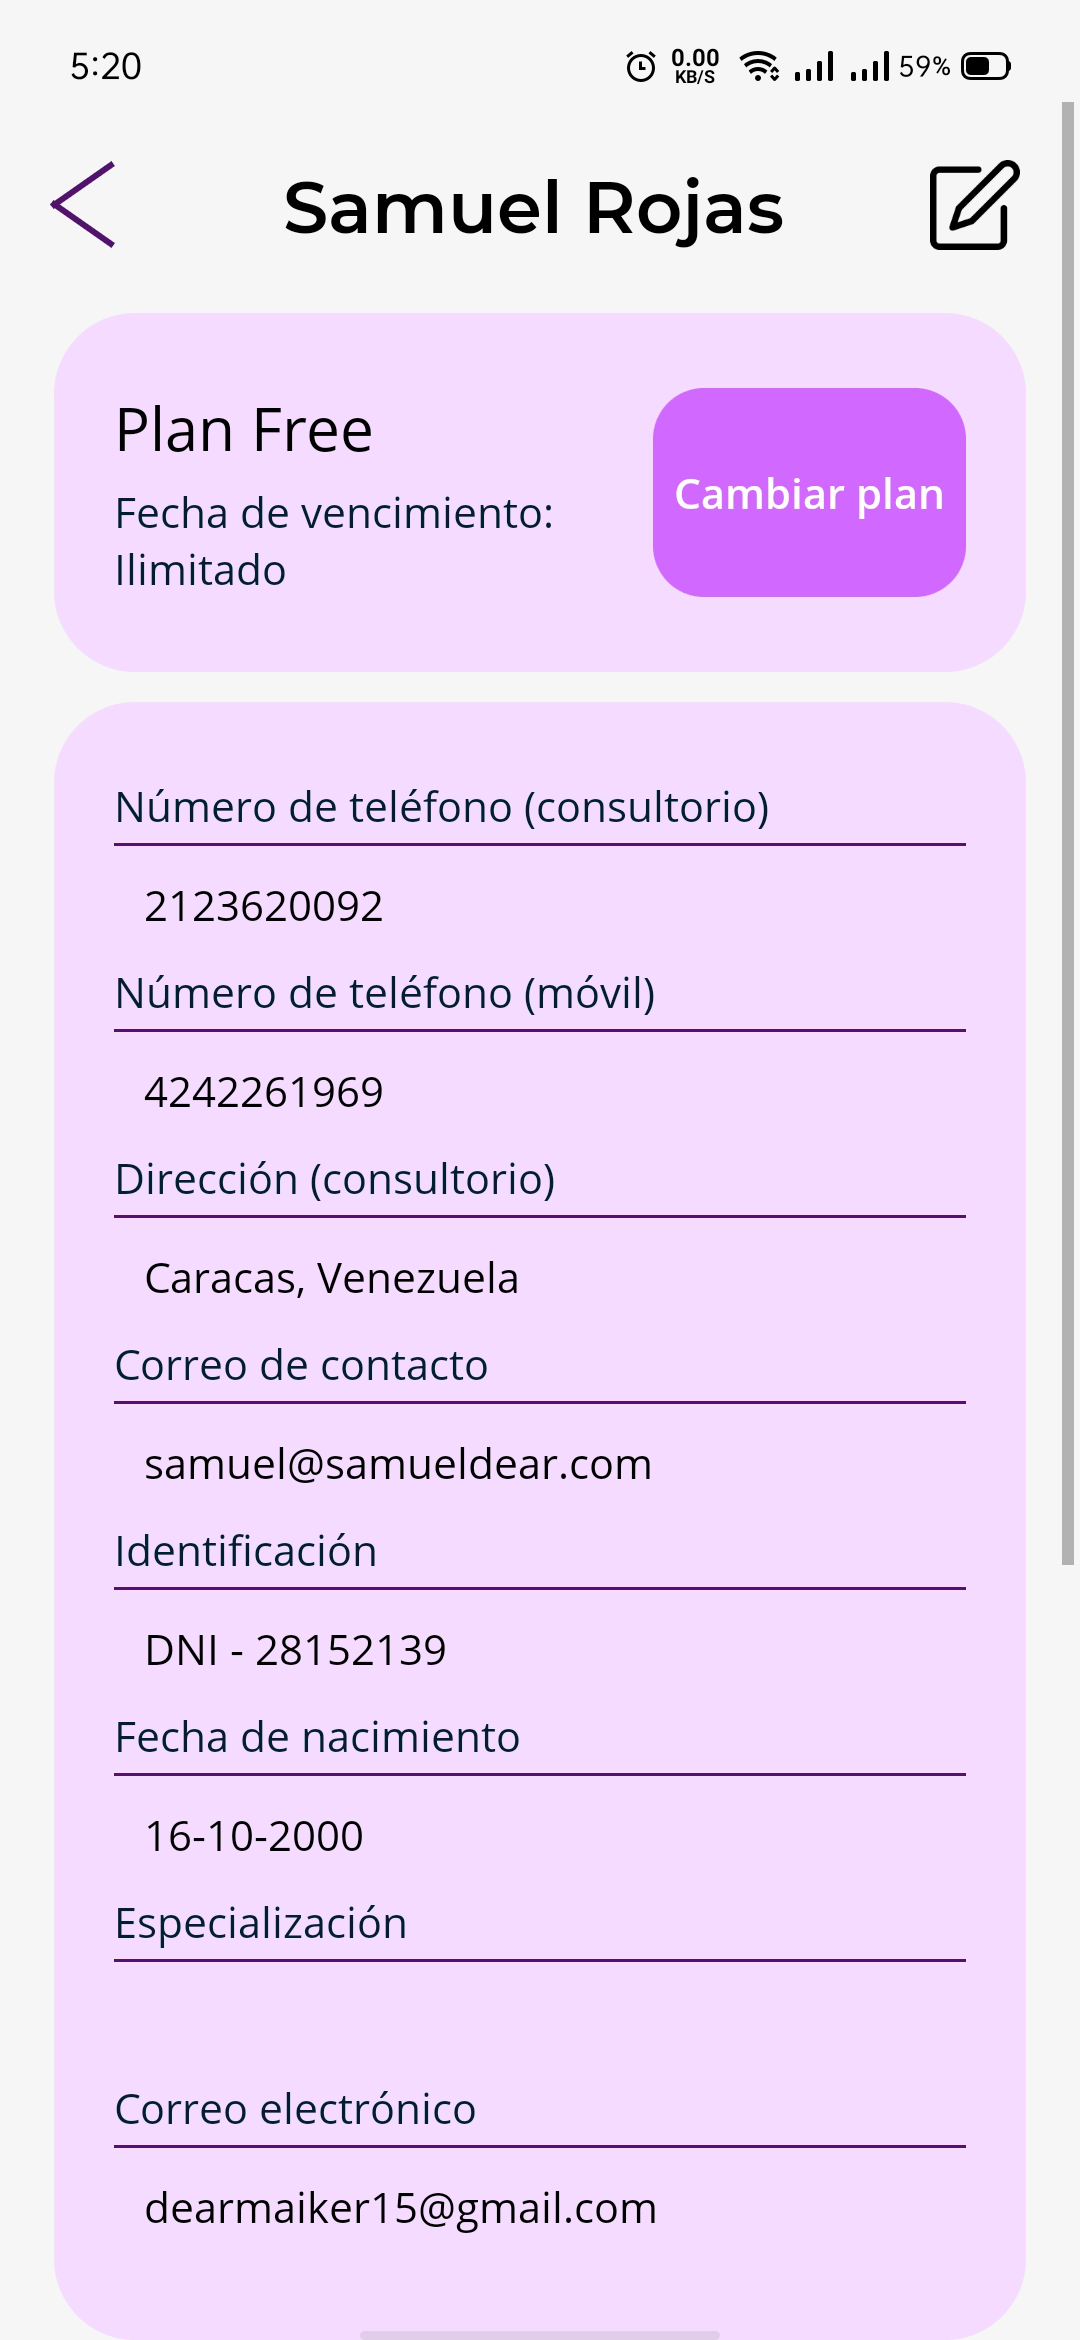 5:20
0.00
KB/S
59%
Samuel Rojas
Plan Free
Fecha de vencimiento:
Ilimitado
Cambiar plan
Número de teléfono (consultorio)
2123620092
Número de teléfono (móvil)
4242261969
Dirección (consultorio)
Caracas, Venezuela
Correo de contacto
samuel@samueldear.com
Identificación
DNI - 28152139
Fecha de nacimiento
16-10-2000
Especialización
Correo electrónico
dearmaiker15@gmail.com